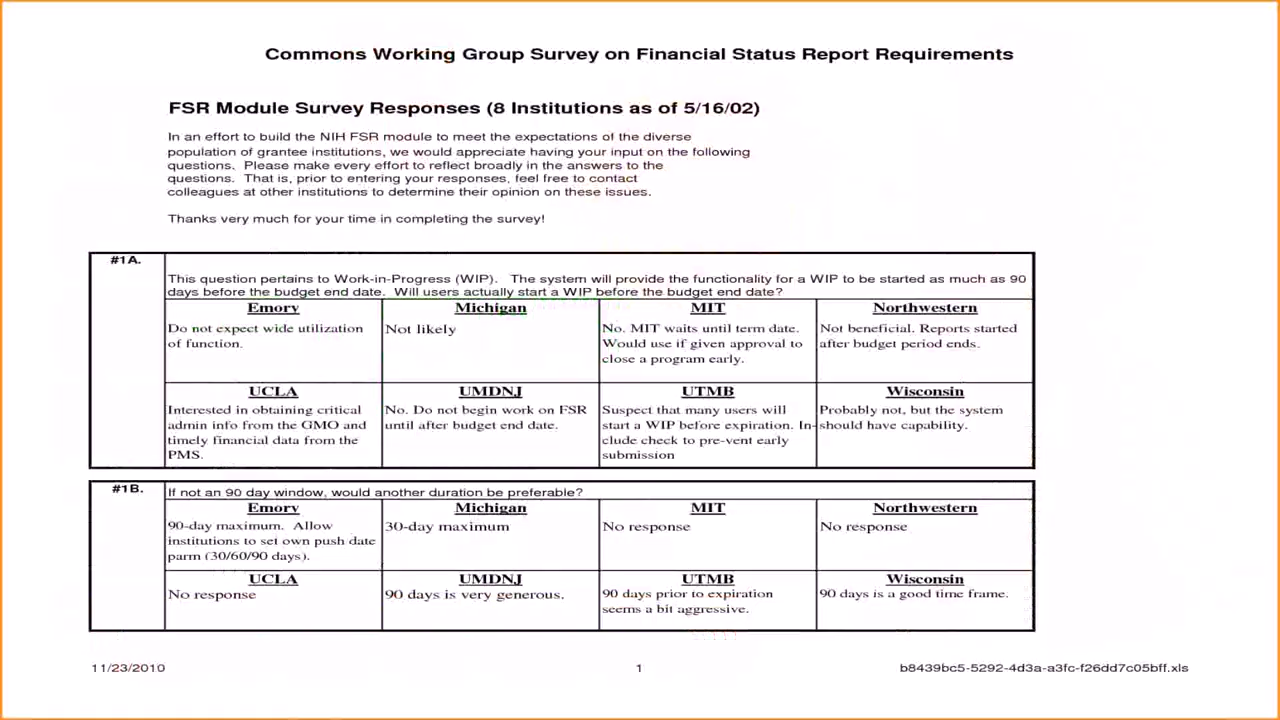 Commons Working Group Survey on Financial Status Report Requirements
FSR Module Survey Responses (8 Institutions as of 5/16/02)
In an effort to build the NIH FSR module to meet the expectations of the diverse
population of grantee institutions, we would appreciate having your input on the following
questions. Please make every effort to reflect broadly in the answers to the
questions. That is, prior to entering your responses, feel free to contact
colleagues at other institutions to determine their opinion on these issues.
Thanks very much for your time in completing the survey!
#1A.
This question pertains to Work-in-Progress (WIP). The system will provide the functionality for a WIP to be started as much as 90
days before the budget end date. Will users actually start a WIP before the budget end date?
Emory
Do not expect wide utilization
of function.
Michigan
Not likely
MIT
No. MIT waits until term date.
Would use if given approval to
close a program early.
Northwestern
Not beneficial. Reports started
after budget period ends.
UCLA
Interested in obtaining critical
admin info from the GMO and
timely financial data from the
PMS.
UMDNJ
No. Do not begin work on FSR
until after budget end date.
UTMB
Suspect that many users will
start a WIP before expiration. In-
clude check to pre-vent early
submission
Wisconsin
Probably not, but the system
should have capability.
#1B.
If not an 90 day window, would another duration be preferable?
Emory
90-day maximum. Allow
institutions to set own push date
parm (30/60/90 days).
Michigan
30-day maximum
MIT
No response
Northwestern
No response
UCLA
No response
UMDNJ
90 days is very generous.
UTMB
90 days prior to expiration
seems a bit aggressive.
Wisconsin
90 days is a good time frame.
11/23/2010
1
b8439bc5-5292-4d3a-a3fc-f26dd7c05bff.xls